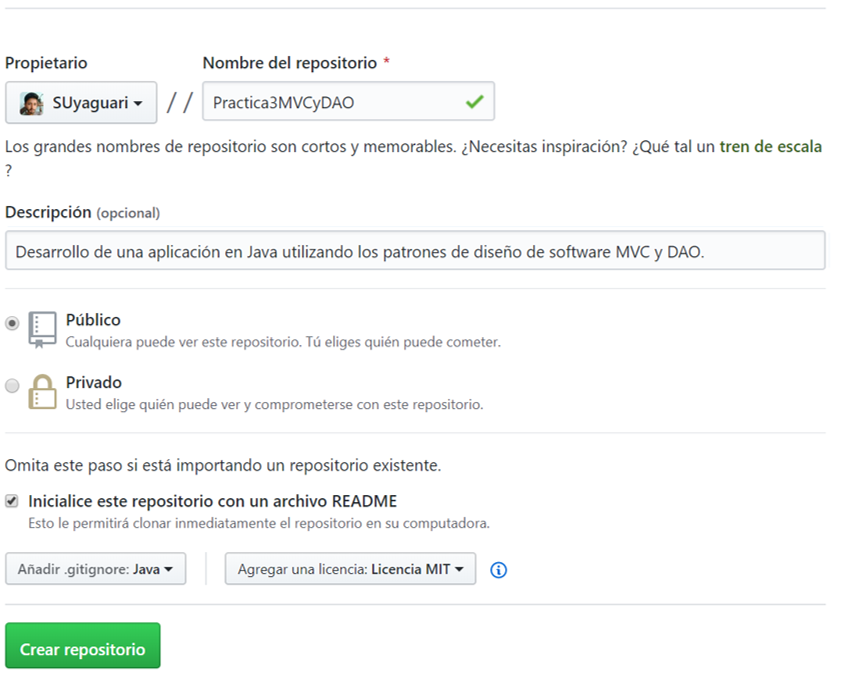 Propietario
Nombre del repositorio *
SUyaguari
//
Practica3MVCyDAO
Los grandes nombres de repositorio son cortos y memorables. ¿Necesitas inspiración? ¿Qué tal un tren de escala
?
Descripción (opcional)
Desarrollo de una aplicación en Java utilizando los patrones de diseño de software MVC y DAO.
Público
Cualquiera puede ver este repositorio. Tú eliges quién puede cometer.
Privado
Usted elige quién puede ver y comprometerse con este repositorio.
Omita este paso si está importando un repositorio existente.
Inicialice este repositorio con un archivo README
Esto le permitirá clonar inmediatamente el repositorio en su computadora.
Añadir .gitignore: Java
Agregar una licencia: Licencia MIT
Crear repositorio